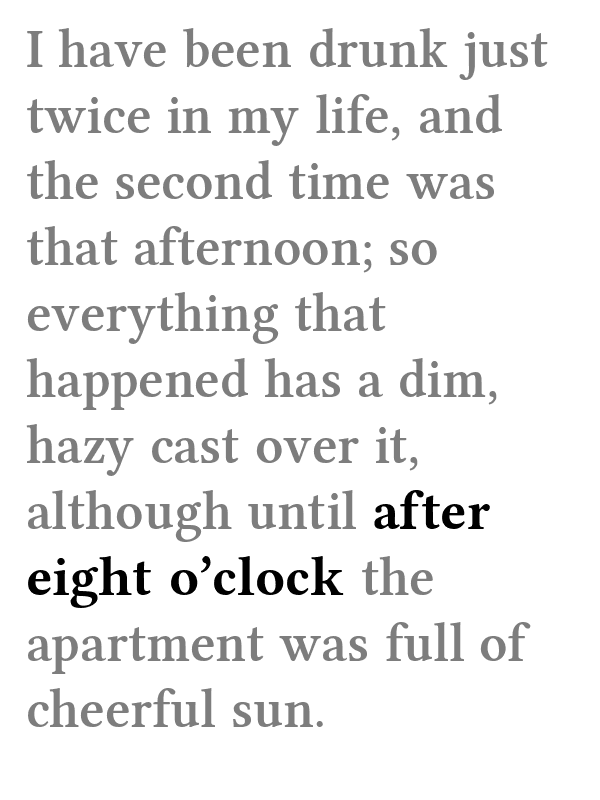 I have been drunk just
twice in my life, and
the second time was
that afternoon; so
everything that
happened has a dim,
hazy cast over it,
although until after
eight o’clock the
apartment was full of
cheerful sun.